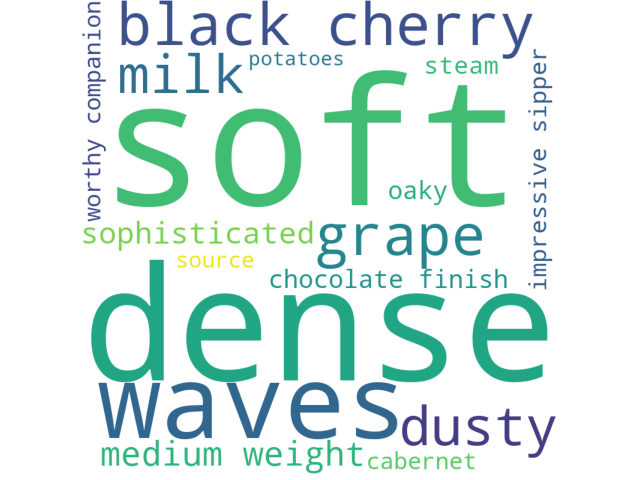 worthy companion
black cherry
milk
potatoes
steam
impressive sipper
soft
oaky
sophisticated
grape
source
chocolate finish
dense
waves
dusty
medium weight
cabernet